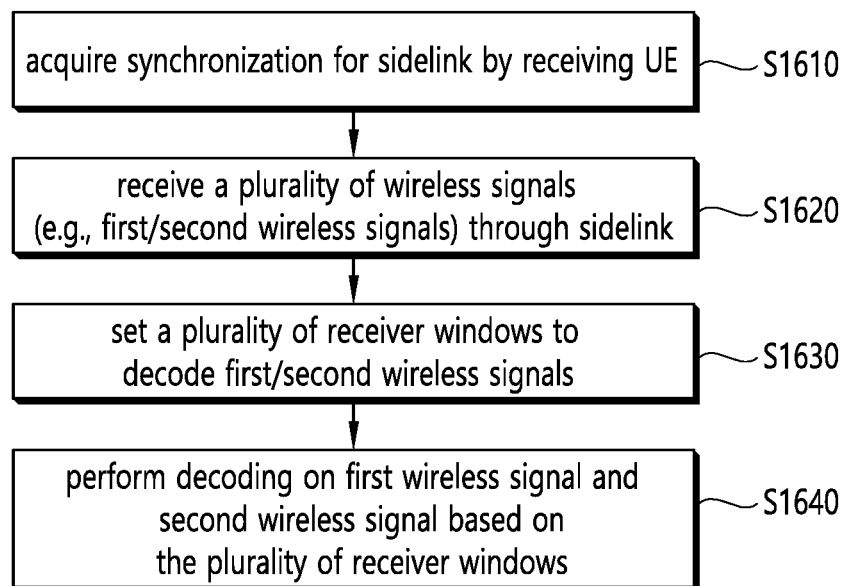 acquire synchronization for sidelink by receiving UE
S1610
receive a plurality of wireless signals
(e.g., first/second wireless signals) through sidelink
S1620
set a plurality of receiver windows to
decode first/second wireless signals
S1630
perform decoding on first wireless signal and
second wireless signal based on
the plurality of receiver windows
S1640